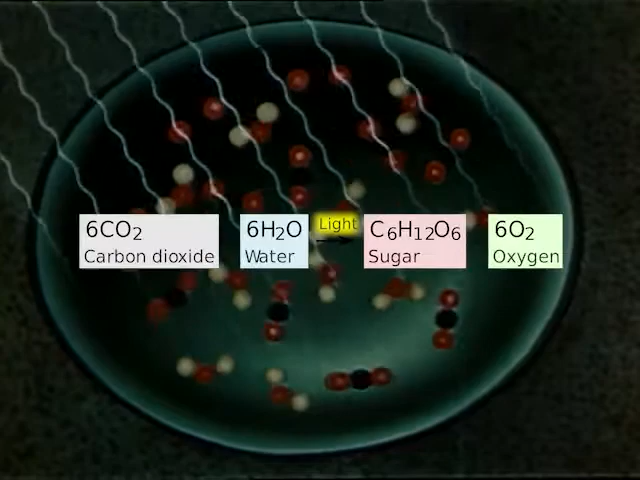 6CO₂
Carbon dioxide
6H₂O
Water
Light
C₆H₁₂O₆
Sugar
6O₂
Oxygen